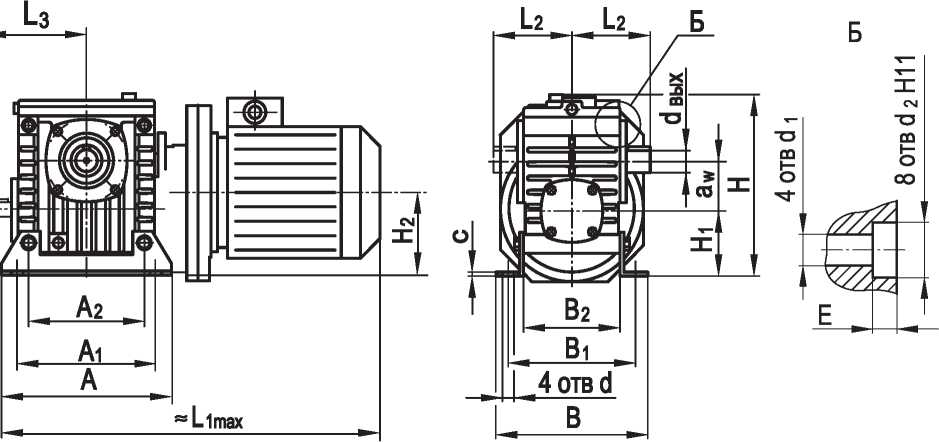 L3
L2
L2
Б
Б
d вых
aw
H
H1
H2
c
4 отв d1
8 отв d2 H11
E
A2
A1
A
≈ L1max
B2
B1
4 отв d
B